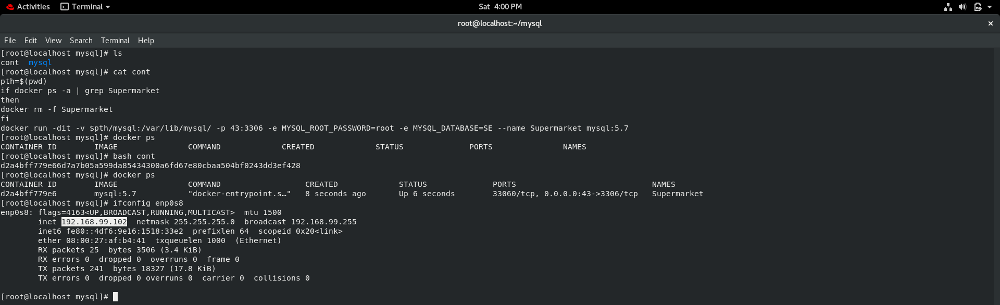 Activities Terminal Sat 4:00 PM
root@localhost:~/mysql ×
File Edit View Search Terminal Help
[root@localhost mysql]# ls
cont  mysql
[root@localhost mysql]# cat cont
pth=$(pwd)
if docker ps -a | grep Supermarket
then
docker rm -f Supermarket
fi
docker run -dit -v $pth/mysql:/var/lib/mysql/ -p 43:3306 -e MYSQL_ROOT_PASSWORD=root -e MYSQL_DATABASE=SE --name Supermarket mysql:5.7
[root@localhost mysql]# docker ps
CONTAINER ID        IMAGE               COMMAND             CREATED             STATUS              PORTS               NAMES
[root@localhost mysql]# bash cont
d2a4bff779e66d7a7b05a599da85434300a6fd67e80cbaa504bf0243dd3ef428
[root@localhost mysql]# docker ps
CONTAINER ID        IMAGE               COMMAND                  CREATED             STATUS              PORTS                             NAMES
d2a4bff779e6        mysql:5.7           "docker-entrypoint.s…"   8 seconds ago       Up 6 seconds        33060/tcp, 0.0.0.0:43->3306/tcp   Supermarket
[root@localhost mysql]# ifconfig enp0s8
enp0s8: flags=4163<UP,BROADCAST,RUNNING,MULTICAST>  mtu 1500
        inet 192.168.99.102  netmask 255.255.255.0  broadcast 192.168.99.255
        inet6 fe80::4df6:9e16:1518:33e2  prefixlen 64  scopeid 0x20<link>
        ether 08:00:27:af:b4:41  txqueuelen 1000  (Ethernet)
        RX packets 25  bytes 3506 (3.4 KiB)
        RX errors 0  dropped 0  overruns 0  frame 0
        TX packets 241  bytes 18327 (17.8 KiB)
        TX errors 0  dropped 0 overruns 0  carrier 0  collisions 0
[root@localhost mysql]#